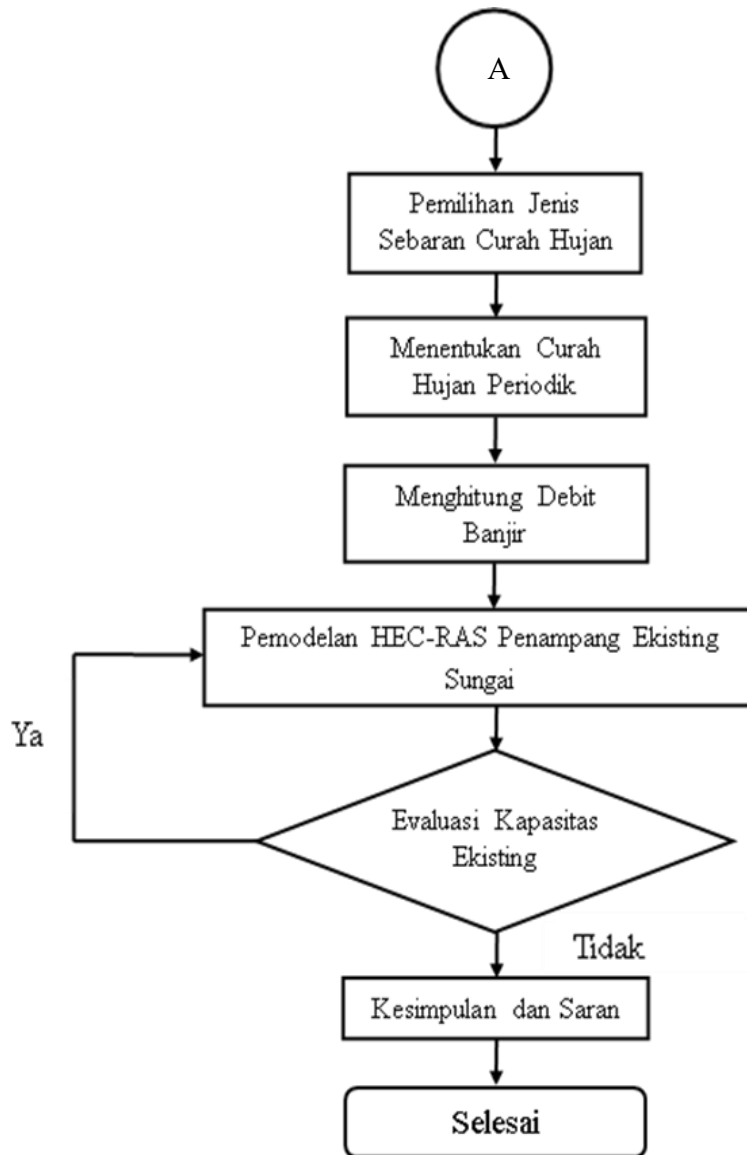 A
Pemilihan Jenis
Sebaran Curah Hujan
Menentukan Curah
Hujan Periodik
Menghitung Debit
Banjir
Pemodelan HEC-RAS Penampang Ekisting
Sungai
Ya
Evaluasi Kapasitas
Ekisting
Tidak
Kesimpulan dan Saran
Selesai